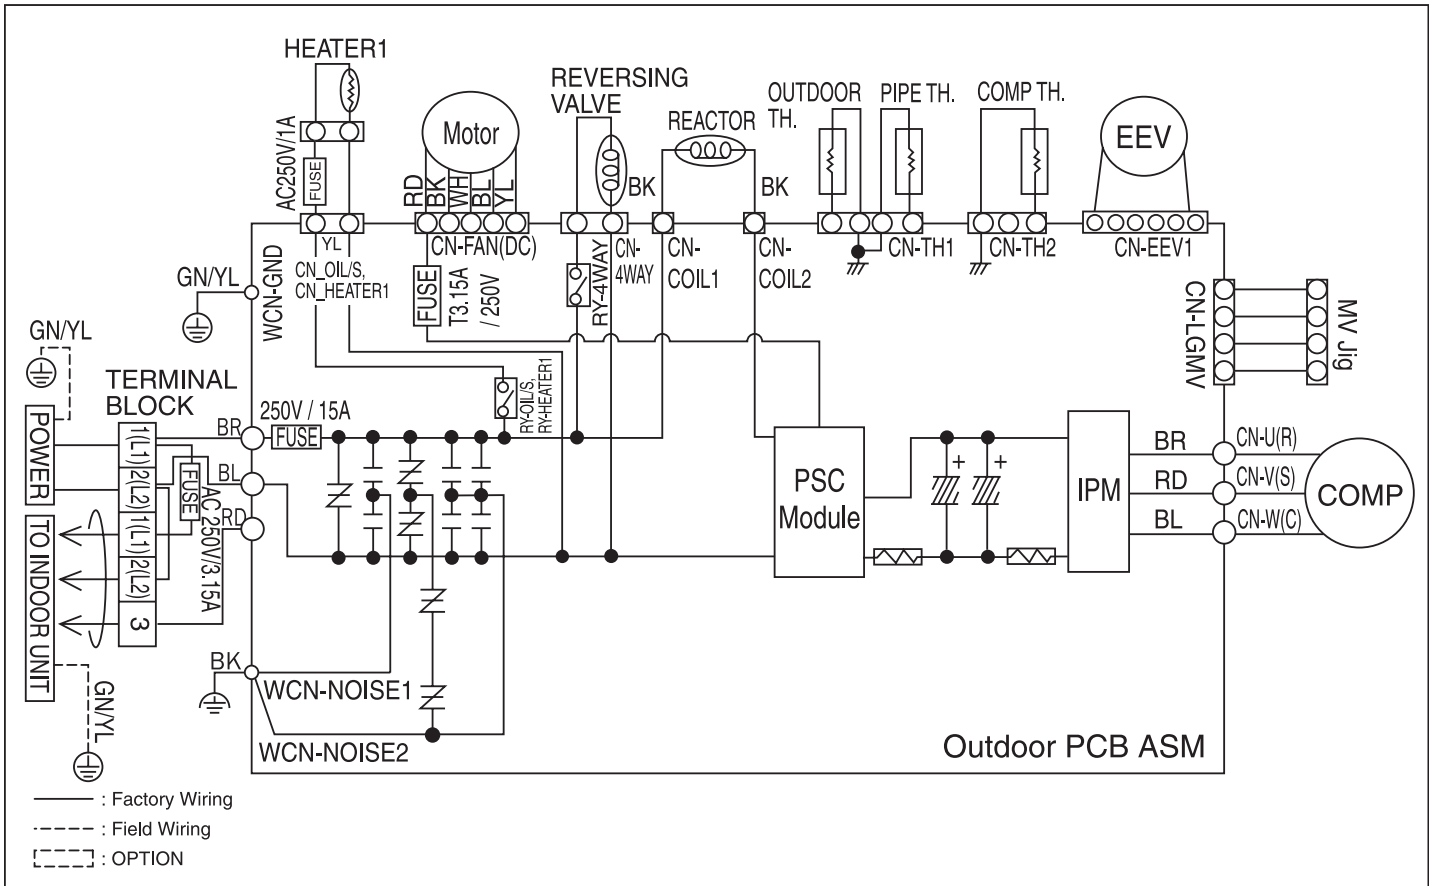 HEATER1
AC250V/1A
FUSE
YL
CN_OIL/S,
CN_HEATER1
Motor
RD
BK
WH
BL
YL
CN-FAN(DC)
FUSE
T3.15A
/ 250V
REVERSING
VALVE
RY-4WAY
CN-
4WAY
REACTOR
BK
BK
CN-
COIL1
CN-
COIL2
OUTDOOR
TH.
PIPE TH.
CN-TH1
COMP TH.
CN-TH2
EEV
CN-EEV1
CN-LGMV
MV Jig
GN/YL
WCN-GND
GN/YL
TERMINAL
BLOCK
POWER
TO INDOOR UNIT
GN/YL
1(L1)
2(L2)
1(L1)
2(L2)
3
FUSE
AC 250V/3.15A
BR
BL
RD
250V / 15A
FUSE
RY-OIL/S,
RY-HEATER1
PSC
Module
IPM
BR
RD
BL
CN-U(R)
CN-V(S)
CN-W(C)
COMP
BK
WCN-NOISE1
WCN-NOISE2
Outdoor PCB ASM
: Factory Wiring
: Field Wiring
: OPTION